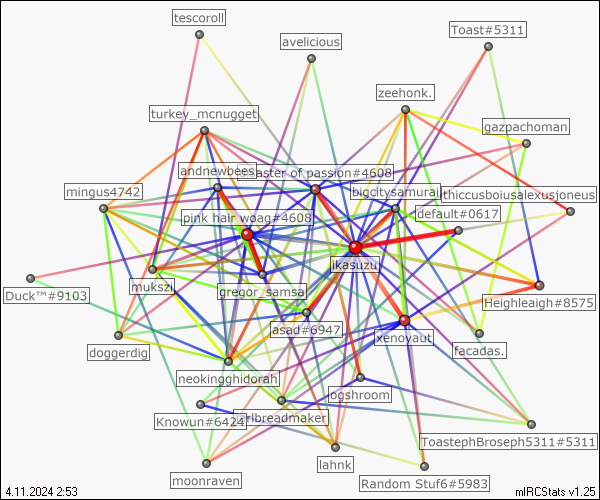 tescoroll
Toast#5311
avelicious
zeehonk.
turkey_mcnugget
gazpachoman
andnewbees
aster of passion#4608
mingus4742
bigcitysamurai
thiccusboiusalexusjoneus
pink hair woag#4608
default#0617
ikasuzu
mukszi
gregor_samsa
Duck™#9103
Heighleaigh#8575
asad#6947
xenoyaut
doggerdig
facadas.
neokingghidorah
ogshroom
Knowun#6424
rlbreadmaker
ToastephBroseph5311#5311
lahnk
moonraven
Random Stuf6#5983
4.11.2024 2:53
mIRCStats v1.25